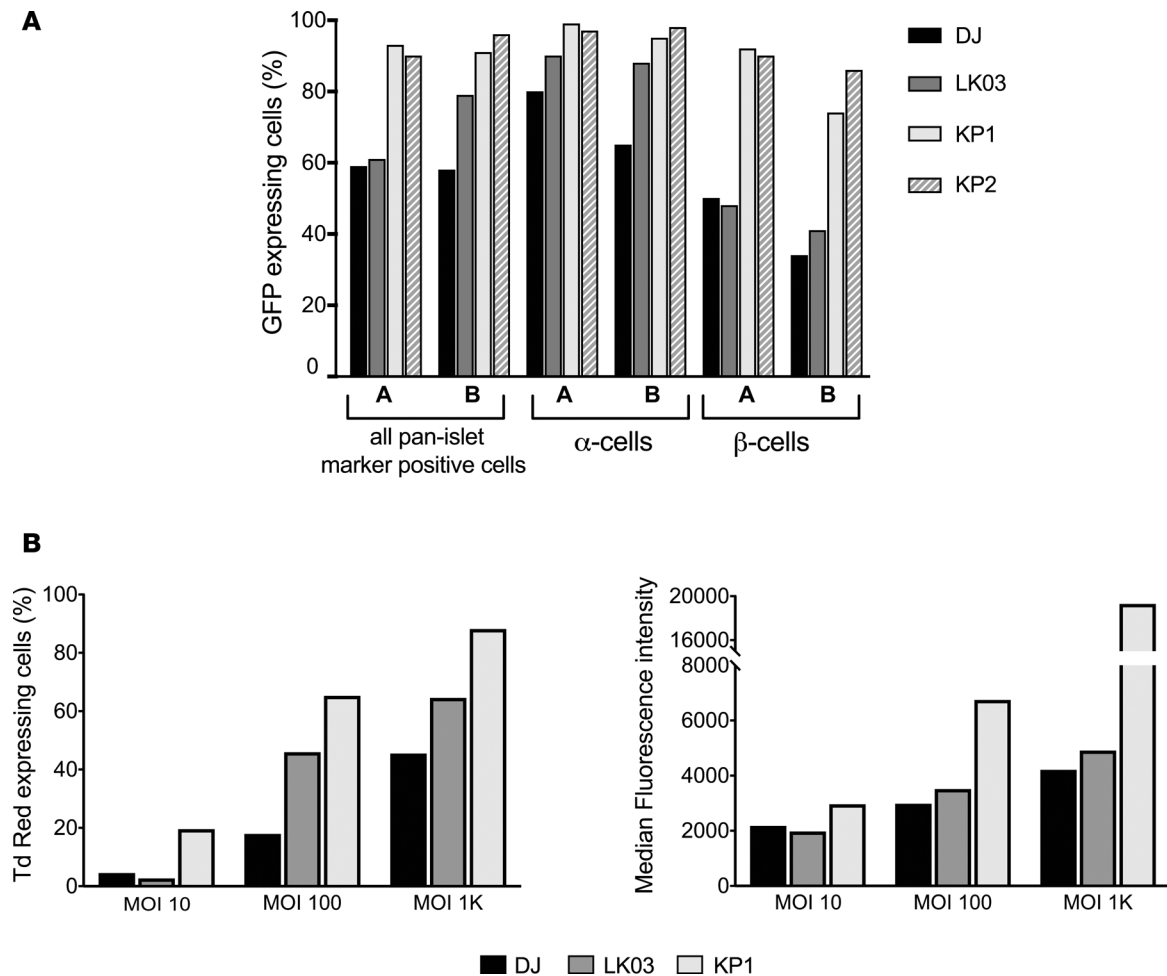 A
GFP expressing cells (%)
100
80
60
40
20
0
A B A B A B
all pan-islet
marker positive cells
α-cells
β-cells
DJ
LK03
KP1
KP2
B
Td Red expressing cells (%)
100
80
60
40
20
0
MOI 10 MOI 100 MOI 1K
Median Fluorescence intensity
20000
16000
8000
6000
4000
2000
0
MOI 10 MOI 100 MOI 1K
DJ LK03 KP1